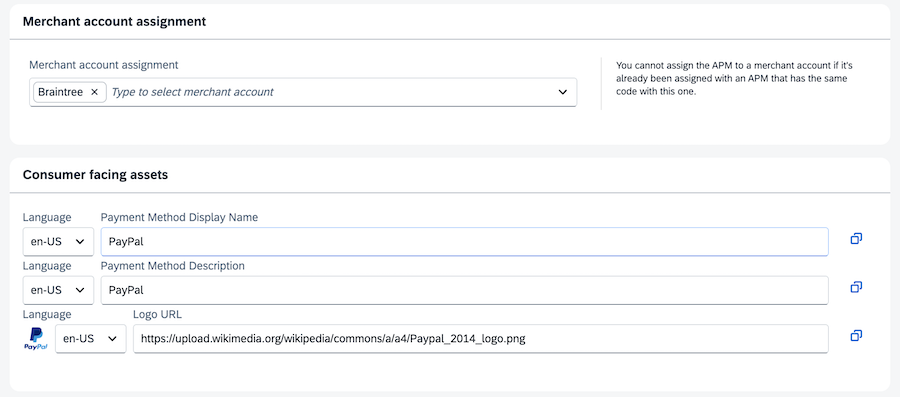 Merchant account assignment
Merchant account assignment
Braintree × Type to select merchant account
You cannot assign the APM to a merchant account if it's
already been assigned with an APM that has the same
code with this one.
Consumer facing assets
Language Payment Method Display Name
en-US PayPal
Language Payment Method Description
en-US PayPal
Language Logo URL
PayPal en-US https://upload.wikimedia.org/wikipedia/commons/a/a4/Paypal_2014_logo.png